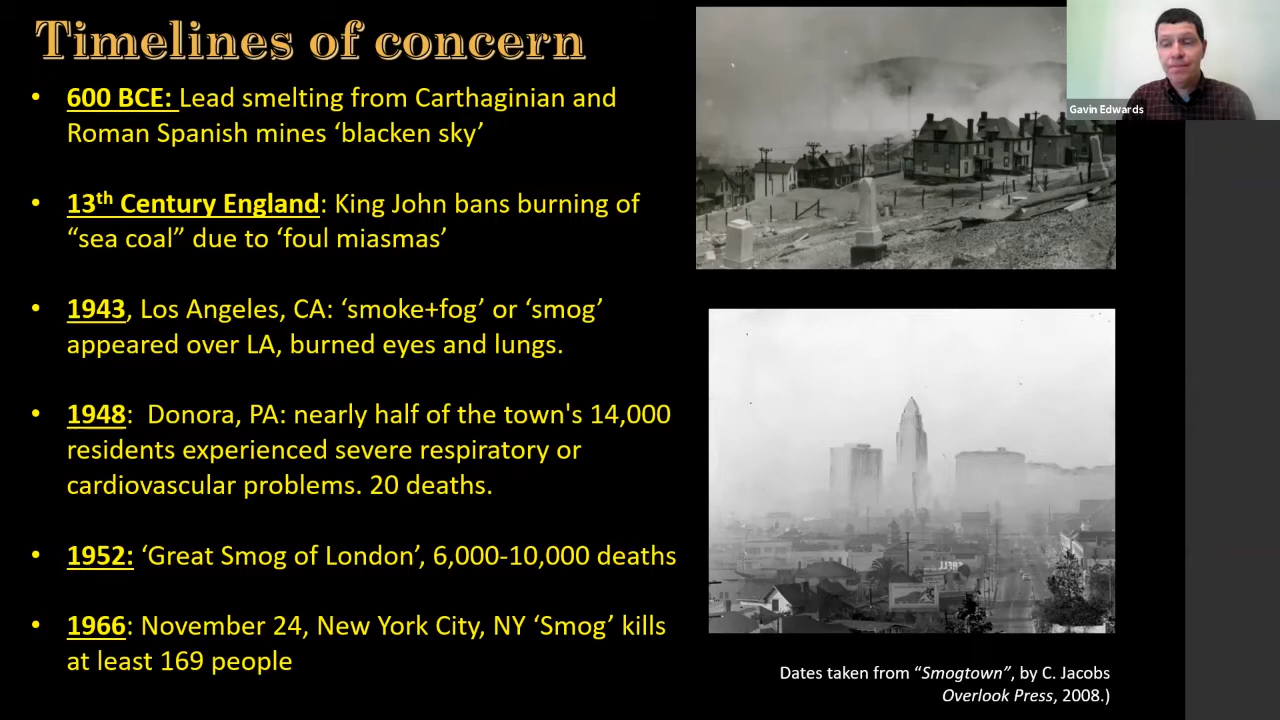 Timelines of concern
• 600 BCE: Lead smelting from Carthaginian and
Roman Spanish mines ‘blacken sky’
• 13th Century England: King John bans burning of
“sea coal” due to ‘foul miasmas’
• 1943, Los Angeles, CA: ‘smoke+fog’ or ‘smog’
appeared over LA, burned eyes and lungs.
• 1948:  Donora, PA: nearly half of the town's 14,000
residents experienced severe respiratory or
cardiovascular problems. 20 deaths.
• 1952: ‘Great Smog of London’, 6,000-10,000 deaths
• 1966: November 24, New York City, NY ‘Smog’ kills
at least 169 people
Gavin Edwards
SHELL
Dates taken from “Smogtown”, by C. Jacobs
Overlook Press, 2008.)